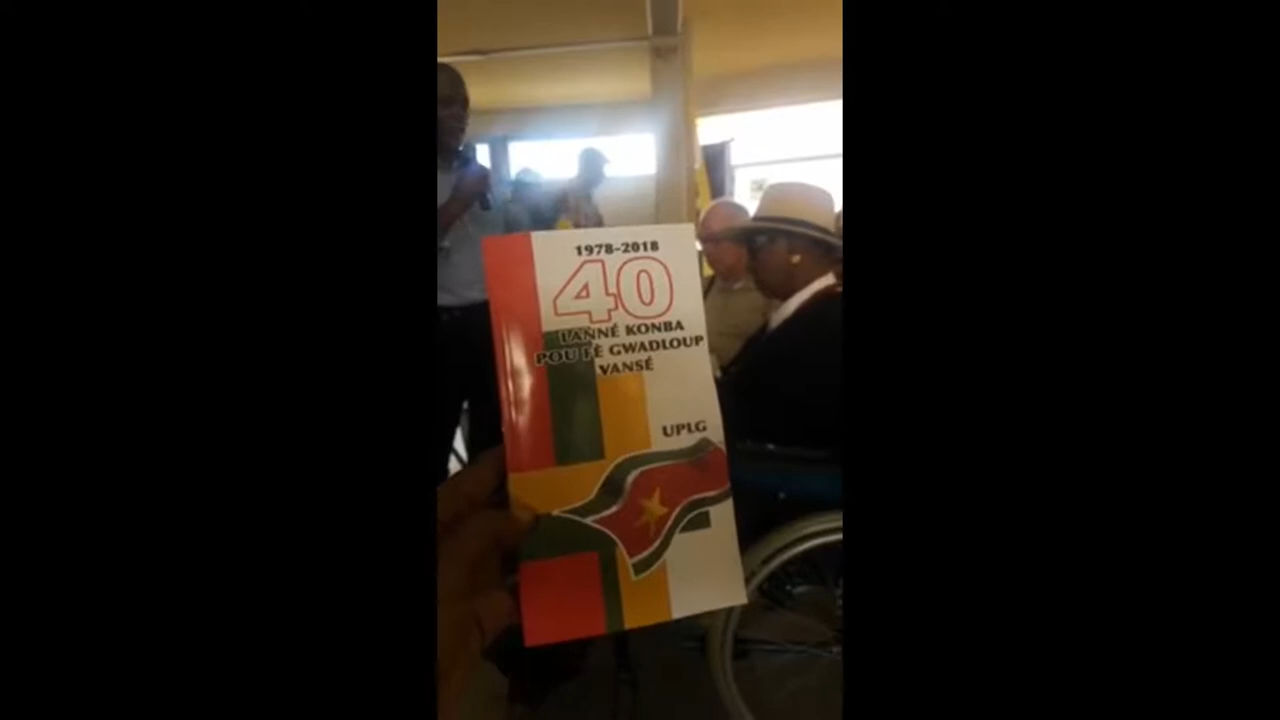 1978-2018
40
LANNÉ KONBA
POU FÈ GWADLOUP
VANSÉ
UPLG